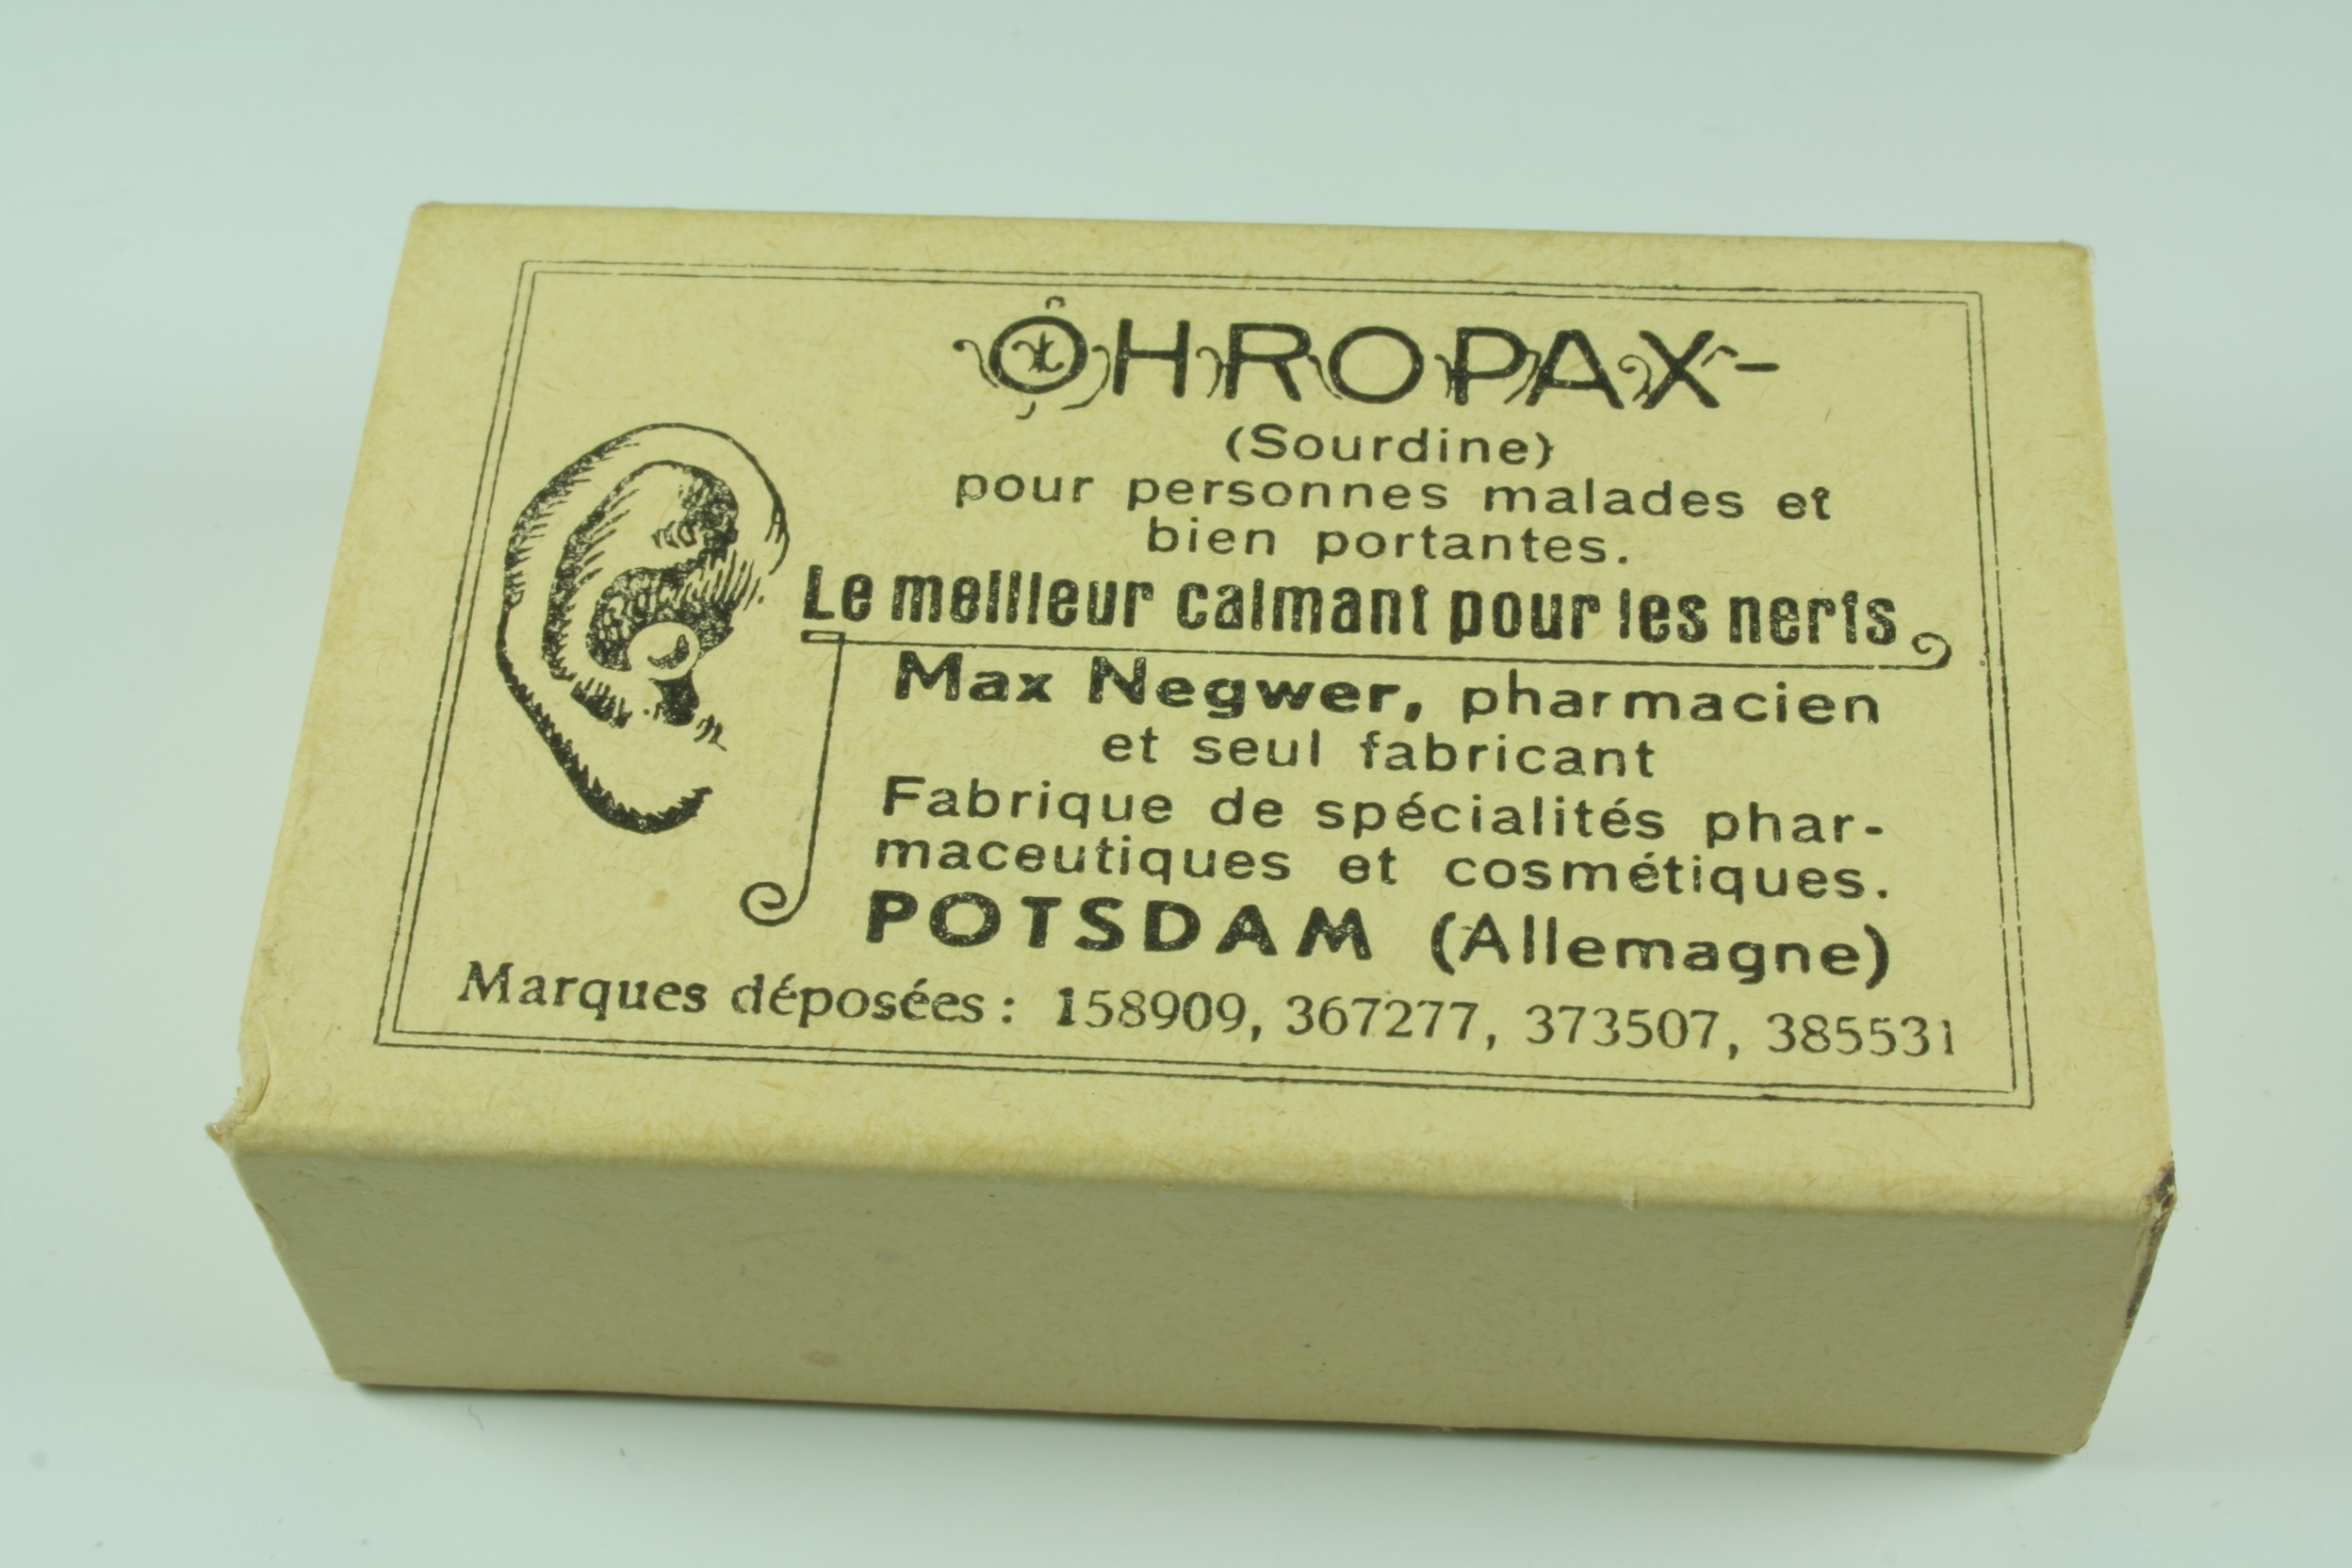 OHROPAX-
(Sourdine)
pour personnes malades et
bien portantes.
Le meilleur calmant pour les nerfs
Max Negwer, pharmacien
et seul fabricant
Fabrique de spécialités phar-
maceutiques et cosmétiques.
POTSDAM (Allemagne)
Marques déposées: 158909, 367277, 373507, 385531